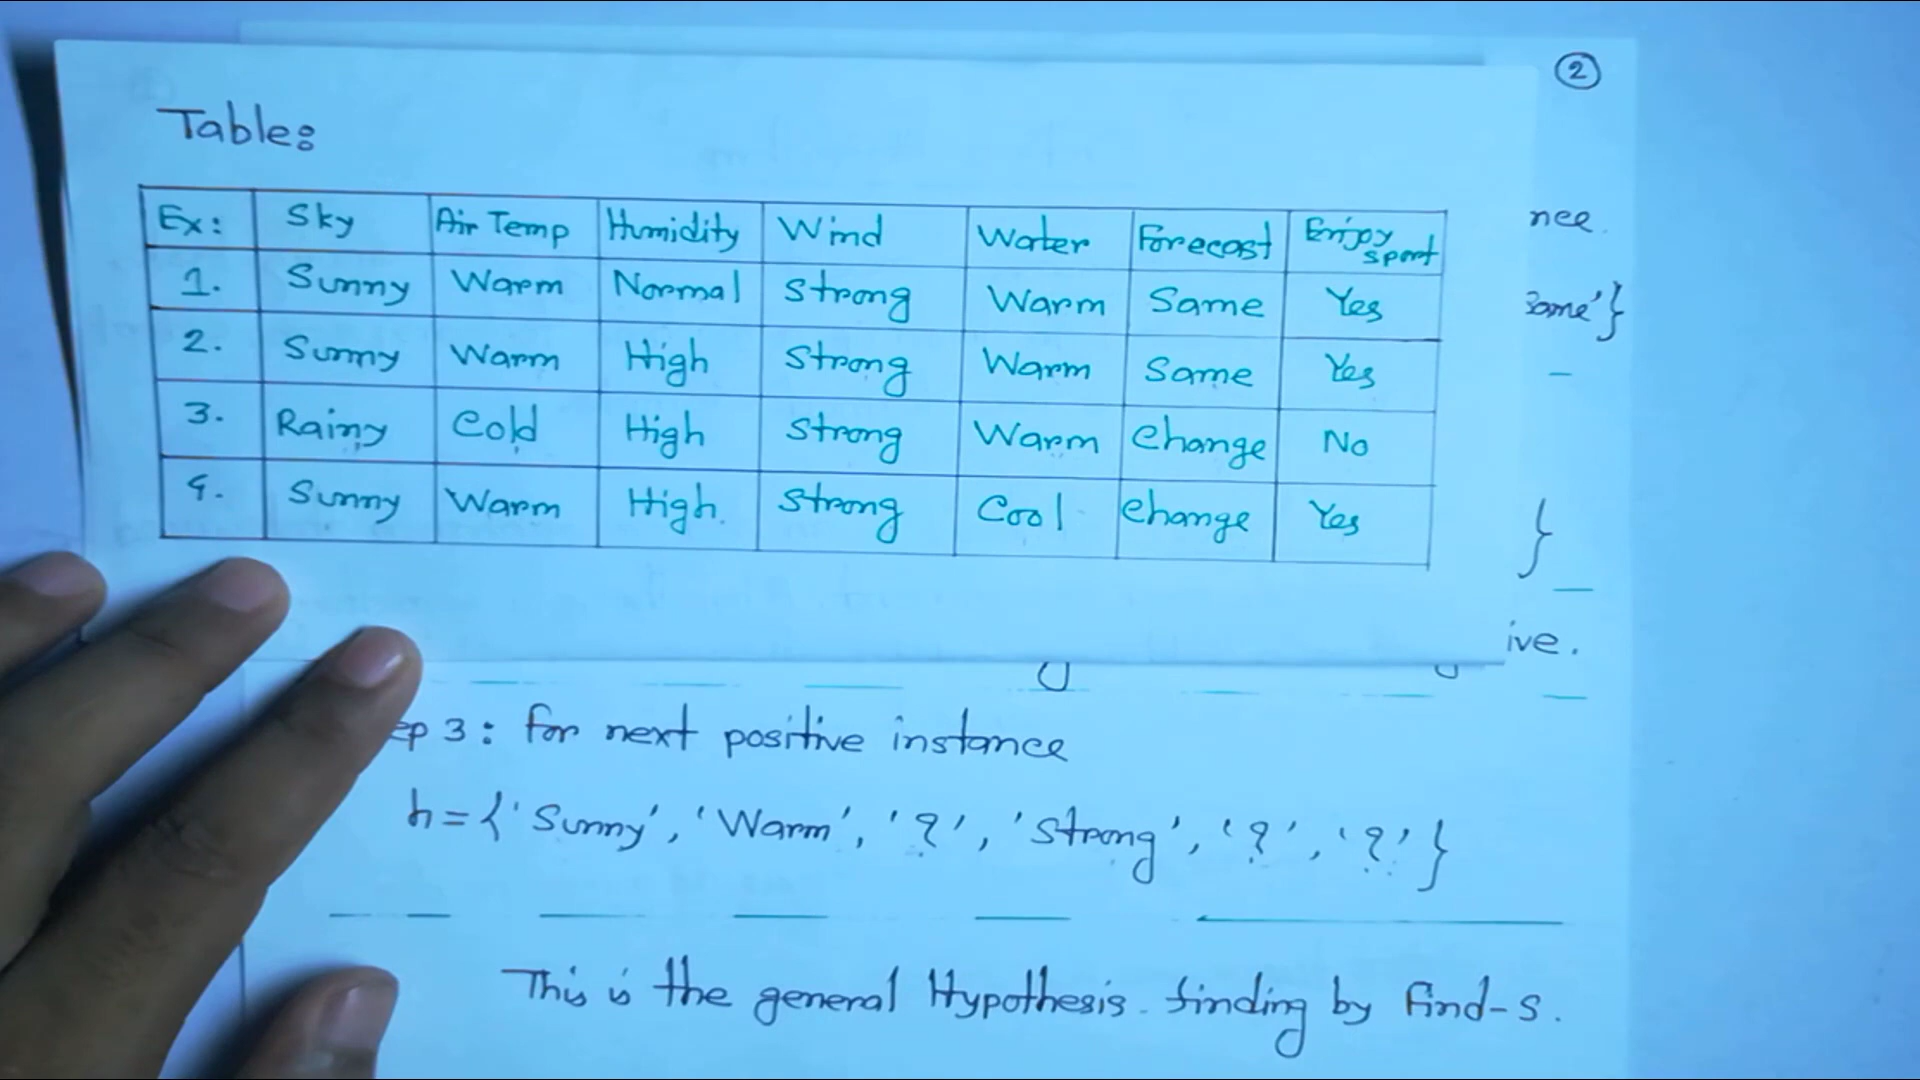 2
Table:
Ex: Sky Air Temp Humidity Wind Water Forecast Enjoy sport
1. Sunny Warm Normal Strong Warm Same Yes
2. Sunny Warm High Strong Warm Same Yes
3. Rainy Cold High Strong Warm Change No
4. Sunny Warm High. Strong Cool Change Yes
nce
Same'}
}
ive.
ep 3: for next positive instance
h={'Sunny', 'Warm', '?', 'Strong', '?', '?'}
This is the general Hypothesis. finding by find-s.